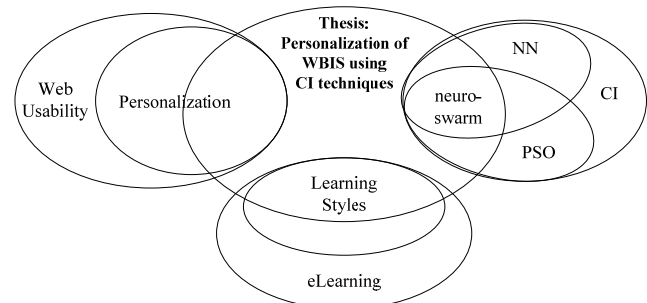 Thesis:
Personalization of
WBIS using
CI techniques
Web
Usability
Personalization
NN
CI
neuro-
swarm
PSO
Learning
Styles
eLearning